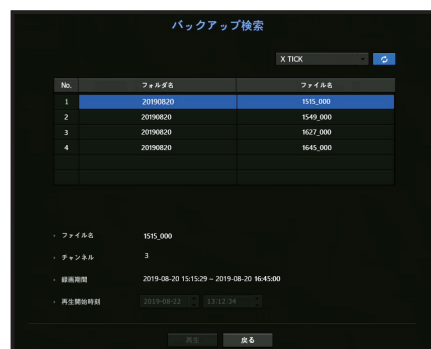 バックアップ検索
X TICK
No. フォルダ名 ファイル名
1 20190820 1515_000
2 20190820 1549_000
3 20190820 1627_000
4 20190820 1645_000
・ ファイル名 1515_000
・ チャンネル 3
・ 録画期間 2019-08-20 15:15:29 – 2019-08-20 16:45:00
・ 再生開始時刻 2019-08-22 13:12:34
再生 戻る